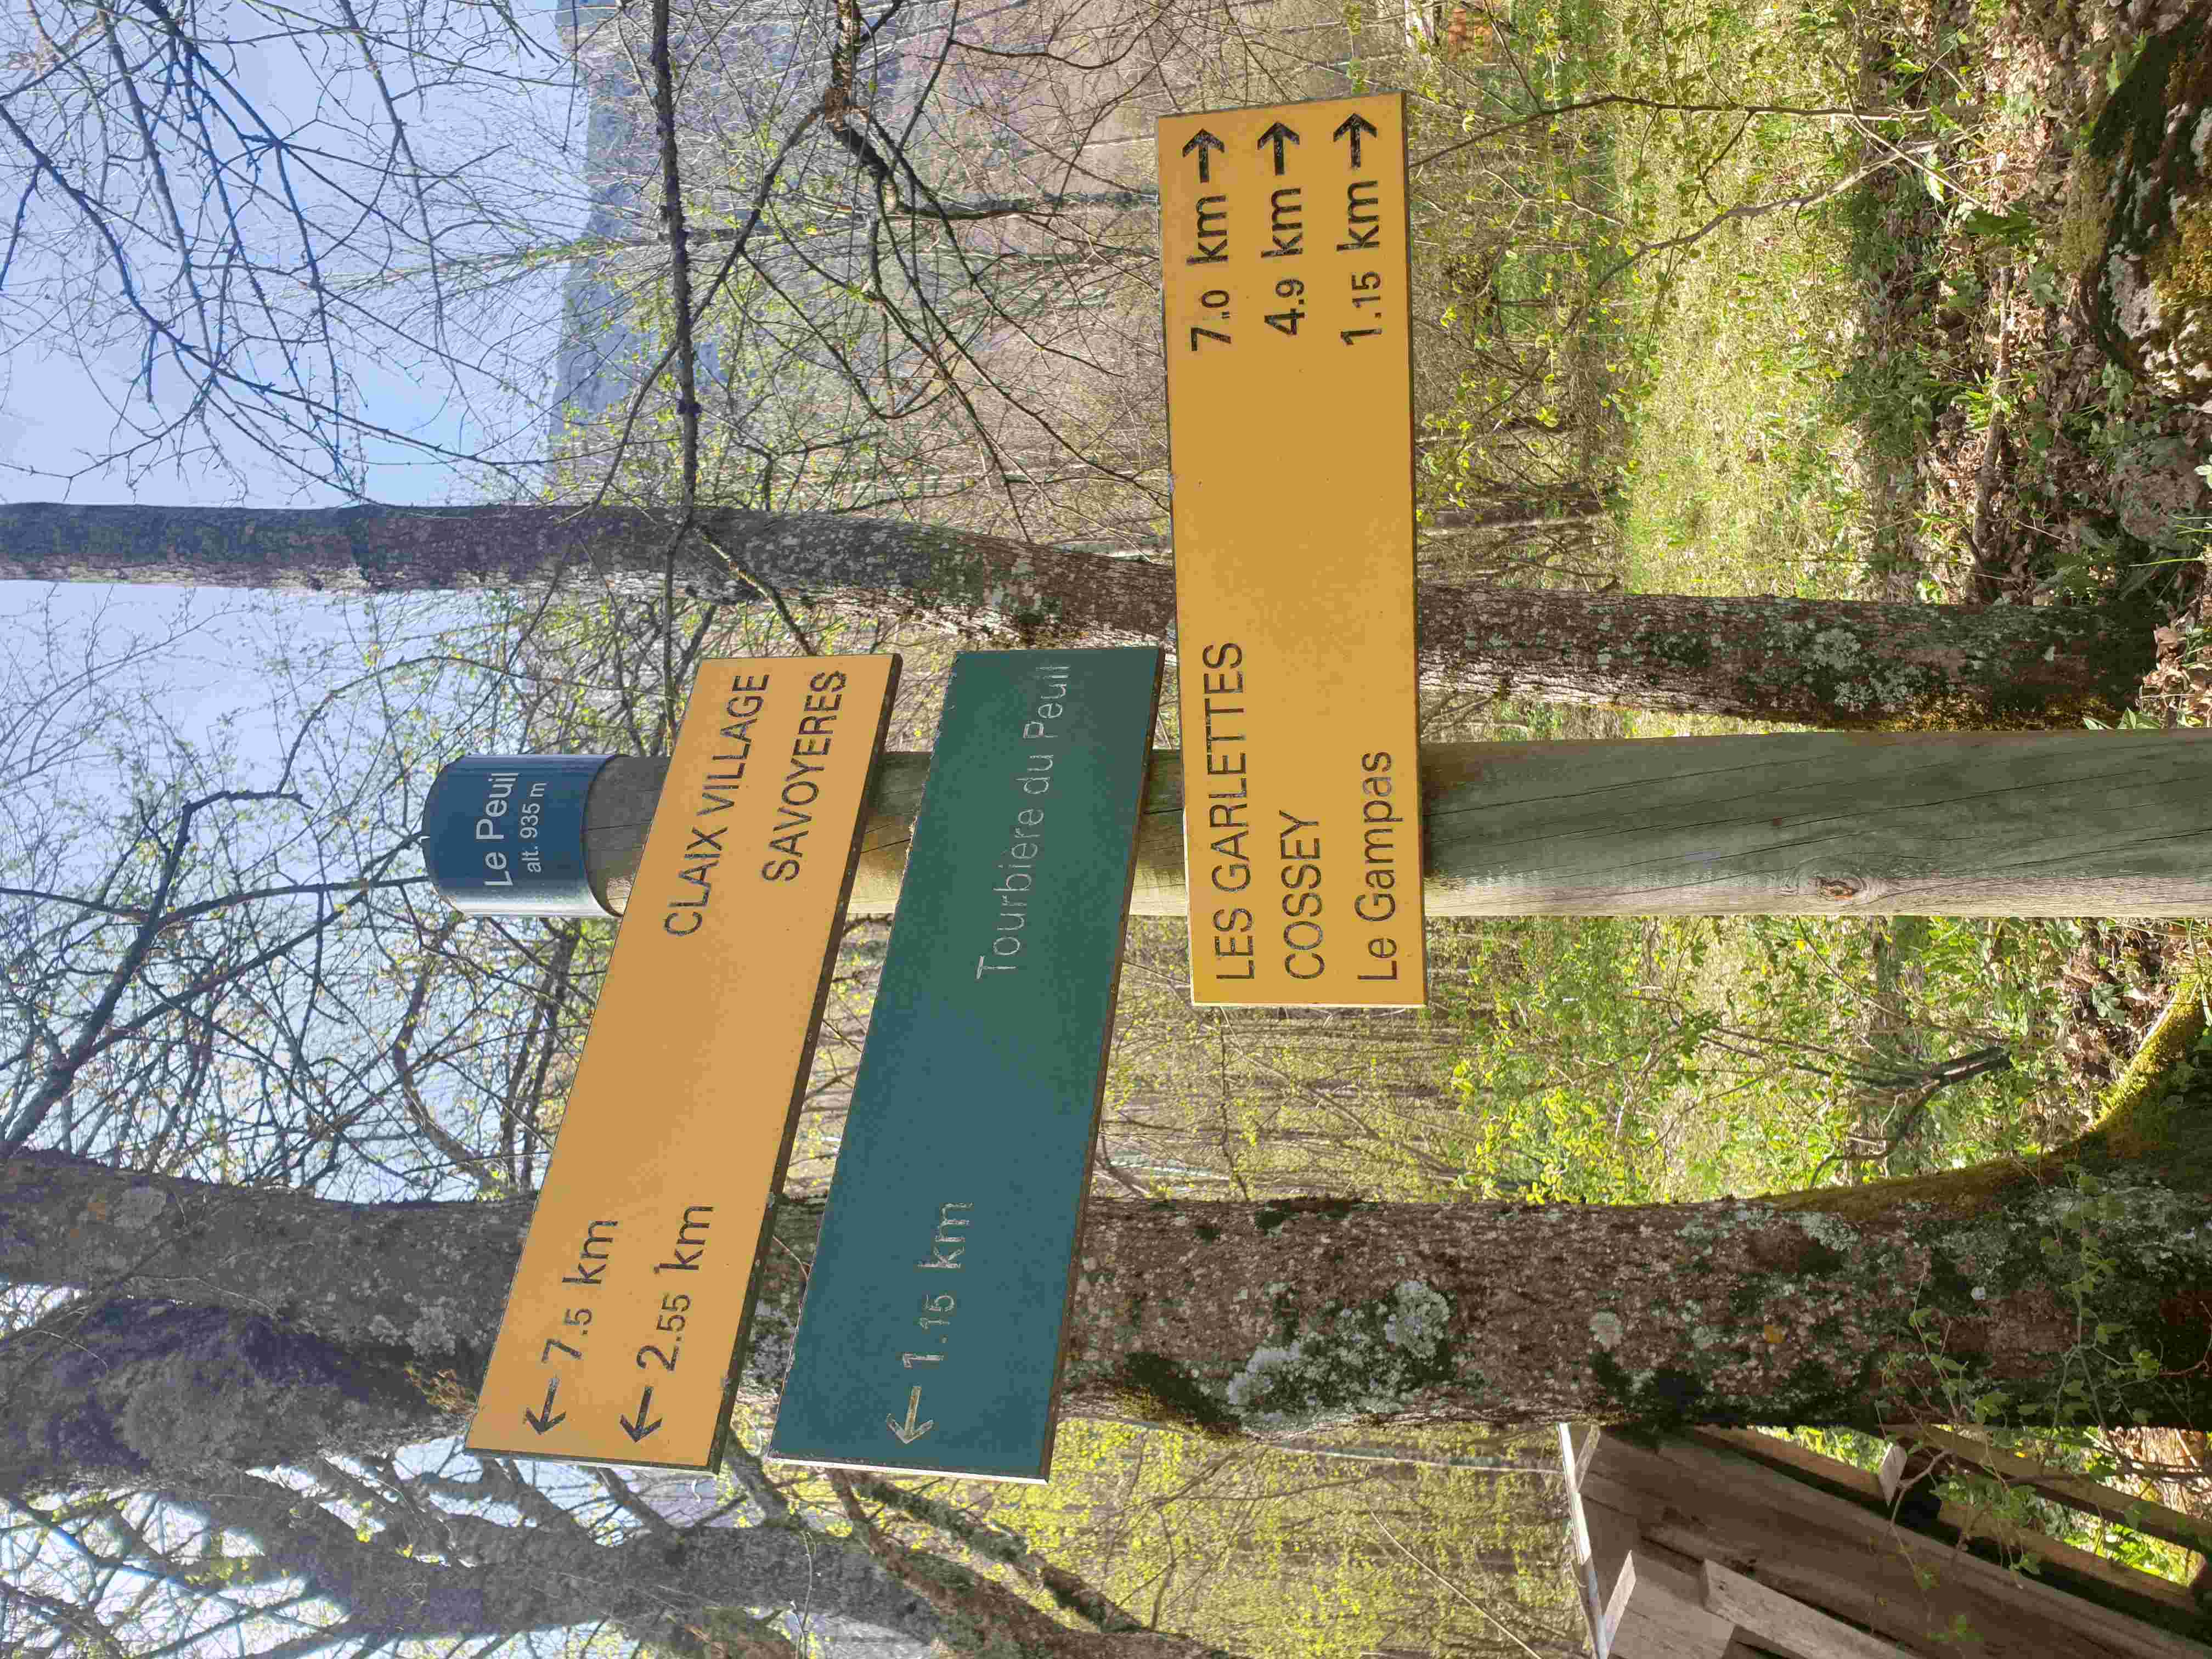 Le Peuil
alt. 935 m
← 7.5 km CLAIX VILLAGE
← 2.55 km SAVOYERES
← 1.15 km Tourbière du Peuil
LES GARLETTES 7.0 km →
COSSEY 4.9 km →
Le Gampas 1.15 km →